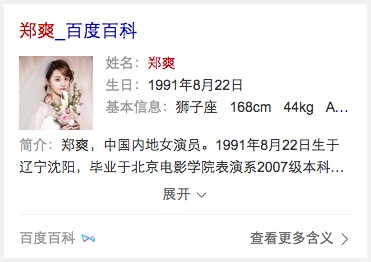 郑爽_百度百科
姓名：郑爽
生日：1991年8月22日
基本信息：狮子座 168cm 44kg A…
简介：郑爽，中国内地女演员。1991年8月22日生于
辽宁沈阳，毕业于北京电影学院表演系2007级本科…
展开
百度百科 查看更多含义